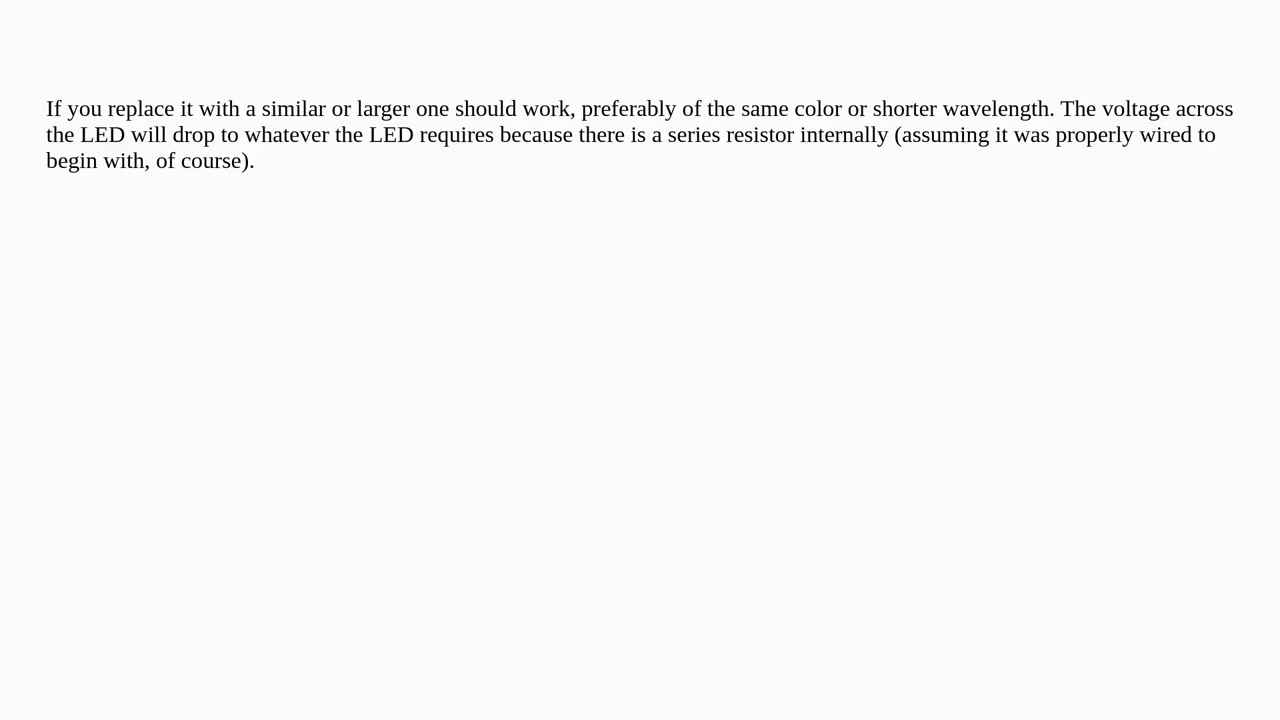 If you replace it with a similar or larger one should work, preferably of the same color or shorter wavelength. The voltage across
the LED will drop to whatever the LED requires because there is a series resistor internally (assuming it was properly wired to
begin with, of course).